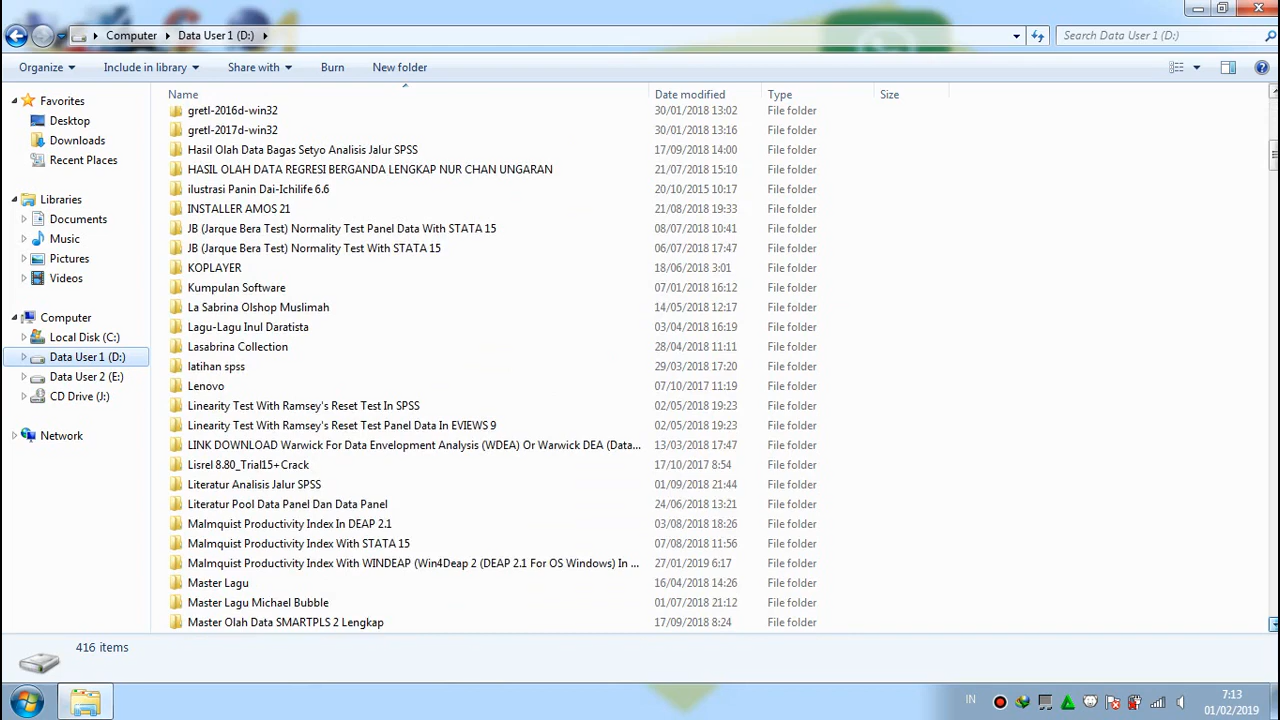 Computer Data User 1 (D:)
Search Data User 1 (D:)
Organize Include in library Share with Burn New folder
Name Date modified Type Size
Favorites
Desktop
Downloads
Recent Places
Libraries
Documents
Music
Pictures
Videos
Computer
Local Disk (C:)
Data User 1 (D:)
Data User 2 (E:)
CD Drive (J:)
Network
gretl-2016d-win32 30/01/2018 13:02 File folder
gretl-2017d-win32 30/01/2018 13:16 File folder
Hasil Olah Data Bagas Setyo Analisis Jalur SPSS 17/09/2018 14:00 File folder
HASIL OLAH DATA REGRESI BERGANDA LENGKAP NUR CHAN UNGARAN 21/07/2018 15:10 File folder
ilustrasi Panin Dai-Ichilife 6.6 20/10/2015 10:17 File folder
INSTALLER AMOS 21 21/08/2018 19:33 File folder
JB (Jarque Bera Test) Normality Test Panel Data With STATA 15 08/07/2018 10:41 File folder
JB (Jarque Bera Test) Normality Test With STATA 15 06/07/2018 17:47 File folder
KOPLAYER 18/06/2018 3:01 File folder
Kumpulan Software 07/01/2018 16:12 File folder
La Sabrina Olshop Muslimah 14/05/2018 12:17 File folder
Lagu-Lagu Inul Daratista 03/04/2018 16:19 File folder
Lasabrina Collection 28/04/2018 11:11 File folder
latihan spss 29/03/2018 17:20 File folder
Lenovo 07/10/2017 11:19 File folder
Linearity Test With Ramsey's Reset Test In SPSS 02/05/2018 19:23 File folder
Linearity Test With Ramsey's Reset Test Panel Data In EVIEWS 9 02/05/2018 19:23 File folder
LINK DOWNLOAD Warwick For Data Envelopment Analysis (WDEA) Or Warwick DEA (Data... 13/03/2018 17:47 File folder
Lisrel 8.80_Trial15+Crack 17/10/2017 8:54 File folder
Literatur Analisis Jalur SPSS 01/09/2018 21:44 File folder
Literatur Pool Data Panel Dan Data Panel 24/06/2018 13:21 File folder
Malmquist Productivity Index In DEAP 2.1 03/08/2018 18:26 File folder
Malmquist Productivity Index With STATA 15 07/08/2018 11:56 File folder
Malmquist Productivity Index With WINDEAP (Win4Deap 2 (DEAP 2.1 For OS Windows) In ... 27/01/2019 6:17 File folder
Master Lagu 16/04/2018 14:26 File folder
Master Lagu Michael Bubble 01/07/2018 21:12 File folder
Master Olah Data SMARTPLS 2 Lengkap 17/09/2018 8:24 File folder
416 items
IN
7:13
01/02/2019